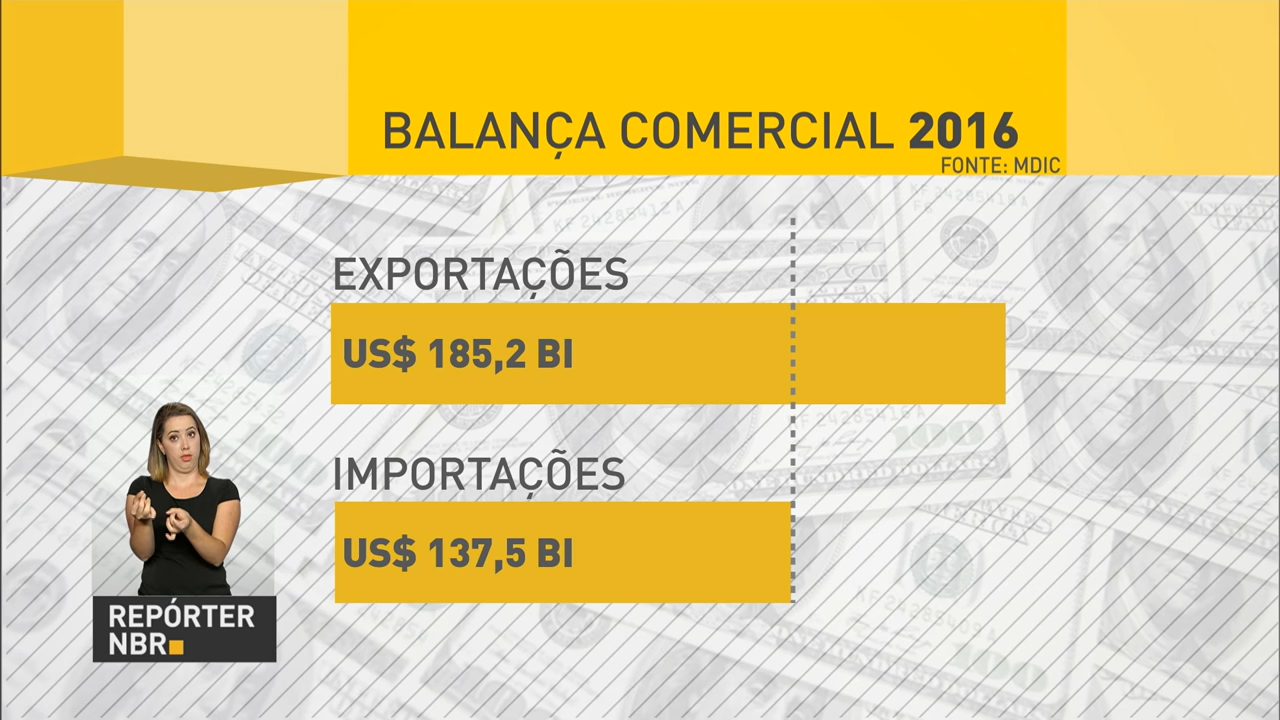 BALANÇA COMERCIAL 2016
FONTE: MDIC
EXPORTAÇÕES
US$ 185,2 BI
IMPORTAÇÕES
US$ 137,5 BI
REPÓRTER
NBR